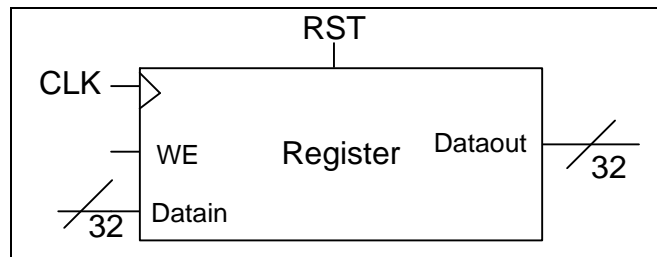 RST
CLK
WE
Register
Dataout
32
Datain
32